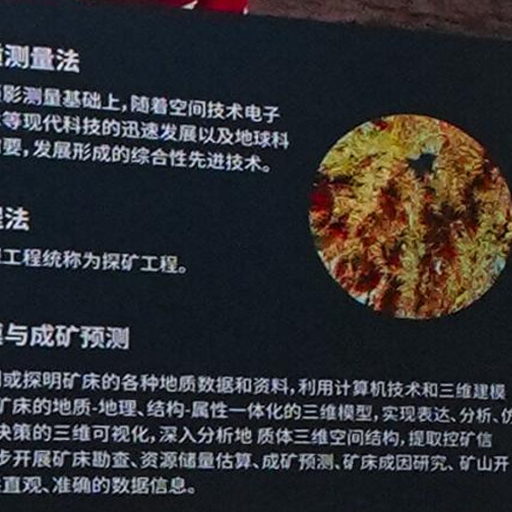 测量法
影测量基础上，随着空间技术电子
等现代科技的迅速发展以及地球科
要，发展形成的综合性先进技术。
法
工程统称为探矿工程。
与成矿预测
或探明矿床的各种地质数据和资料，利用计算机技术和三维建模
矿床的地质-地理、结构-属性一体化的三维模型，实现表达、分析、仿
决策的三维可视化，深入分析地 质体三维空间结构，提取控矿信
步开展矿床勘查、资源储量估算、成矿预测、矿床成因研究、矿山开
直观、准确的数据信息。